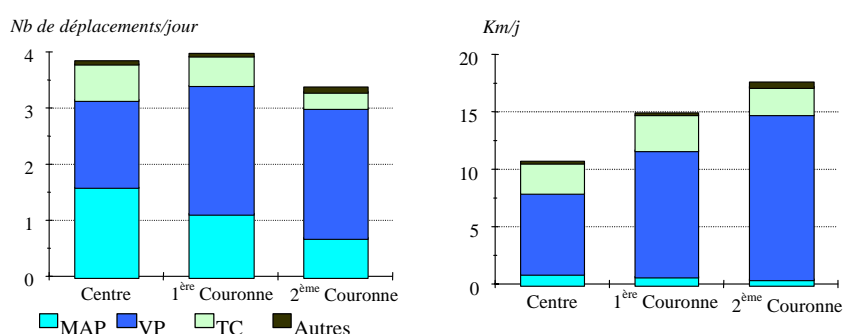 Nb de déplacements/jour
4
3
2
1
0
Centre 1ère Couronne 2ème Couronne
MAP VP TC Autres
Km/j
20
15
10
5
0
Centre 1ère Couronne 2ème Couronne